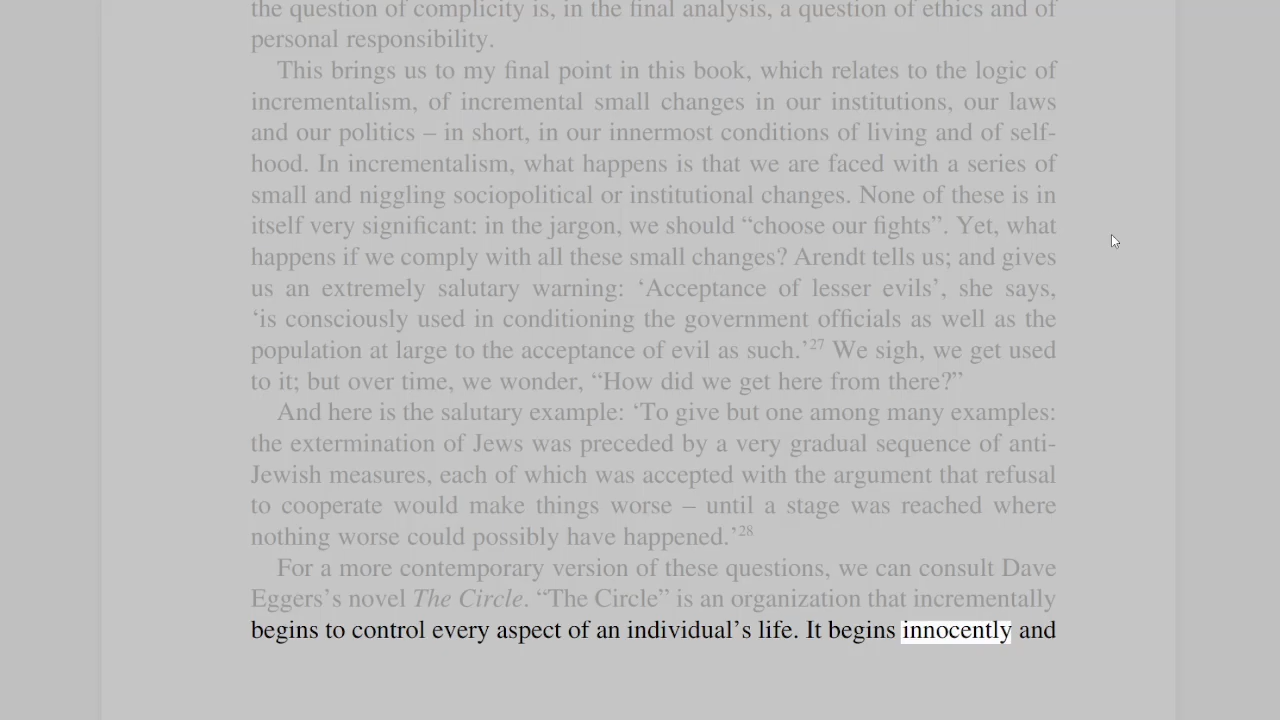 the question of complicity is, in the final analysis, a question of ethics and of
personal responsibility.
This brings us to my final point in this book, which relates to the logic of
incrementalism, of incremental small changes in our institutions, our laws
and our politics – in short, in our innermost conditions of living and of self-
hood. In incrementalism, what happens is that we are faced with a series of
small and niggling sociopolitical or institutional changes. None of these is in
itself very significant: in the jargon, we should “choose our fights”. Yet, what
happens if we comply with all these small changes? Arendt tells us; and gives
us an extremely salutary warning: ‘Acceptance of lesser evils’, she says,
‘is consciously used in conditioning the government officials as well as the
population at large to the acceptance of evil as such.’27 We sigh, we get used
to it; but over time, we wonder, “How did we get here from there?”
And here is the salutary example: ‘To give but one among many examples:
the extermination of Jews was preceded by a very gradual sequence of anti-
Jewish measures, each of which was accepted with the argument that refusal
to cooperate would make things worse – until a stage was reached where
nothing worse could possibly have happened.’28
For a more contemporary version of these questions, we can consult Dave
Eggers’s novel The Circle. “The Circle” is an organization that incrementally
begins to control every aspect of an individual’s life. It begins innocently and